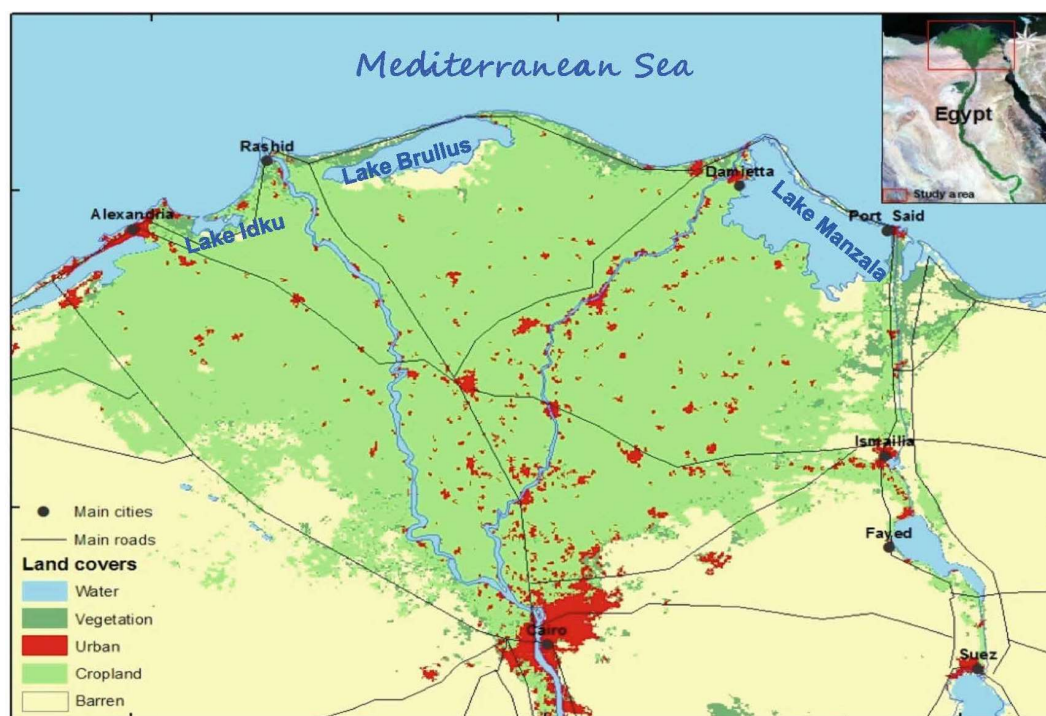 Mediterranean Sea
Egypt
Study area
Rashid
Lake Brullus
Damietta
Alexandria
Lake Idku
Lake Manzala
Port Said
Ismailia
Fayed
Main cities
Main roads
Land covers
Water
Vegetation
Urban
Cropland
Barren
Cairo
Suez